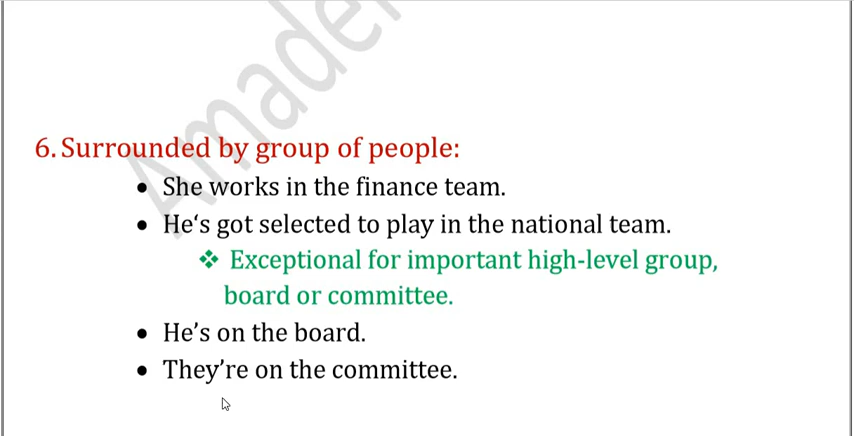 6. Surrounded by group of people:
• She works in the finance team.
• He‘s got selected to play in the national team.
❖ Exceptional for important high-level group,
board or committee.
• He’s on the board.
• They’re on the committee.